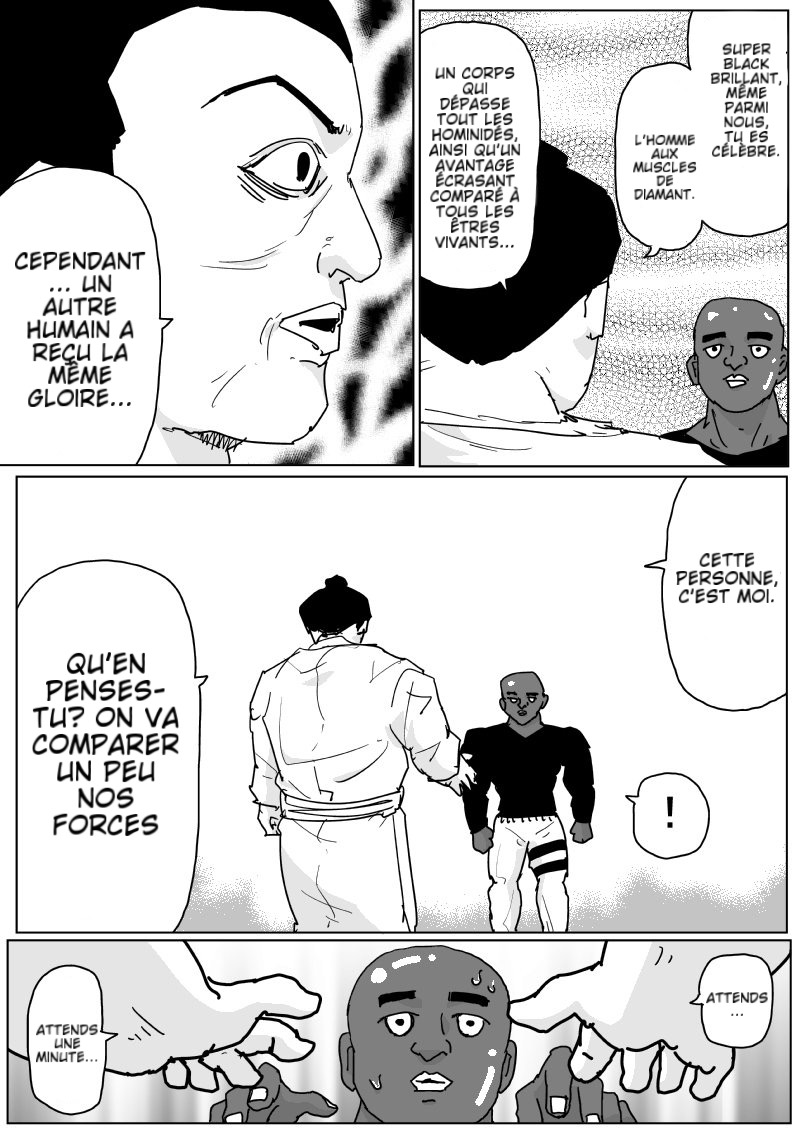 SUPER
BLACK
BRILLANT,
MÊME
PARMI
NOUS,
TU ES
CÉLÈBRE.
L'HOMME
AUX
MUSCLES
DE
DIAMANT.
UN CORPS
QUI
DÉPASSE
TOUT LES
HOMINIDÉS,
AINSI QU'UN
AVANTAGE
ÉCRASANT
COMPARÉ À
TOUS LES
ÊTRES
VIVANTS...
CEPENDANT
... UN
AUTRE
HUMAIN A
REÇU LA
MÊME
GLOIRE...
CETTE
PERSONNE,
C'EST MOI.
QU'EN
PENSES-
TU? ON VA
COMPARER
UN PEU
NOS
FORCES
!
ATTENDS
...
ATTENDS
UNE
MINUTE...